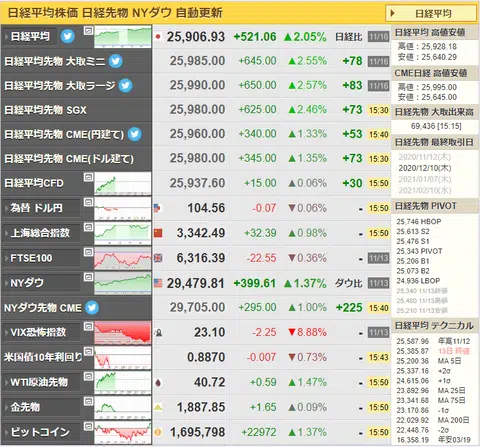 日経平均株価 日経先物 NYダウ 自動更新
日経平均 25,906.93 +521.06 ▲2.05% 日経比 11/16
日経平均先物 大取ミニ 25,985.00 +645.00 ▲2.55% +78 11/16
日経平均先物 大取ラージ 25,990.00 +650.00 ▲2.57% +83 11/16
日経平均先物 SGX 25,980.00 +625.00 ▲2.46% +73 15:30
日経平均先物 CME(円建て) 25,960.00 +340.00 ▲1.33% +53 15:40
日経平均先物 CME(ドル建て) 25,980.00 +345.00 ▲1.35% +73 15:30
日経平均CFD 25,937.60 +15.00 ▲0.06% +30 15:50
為替 ドル円 104.56 -0.07 ▼0.06% - 15:50
上海総合指数 3,342.49 +32.39 ▲0.98% - 15:50
FTSE100 6,316.39 -22.55 ▼0.36% - 11/13
NYダウ 29,479.81 +399.61 ▲1.37% ダウ比 11/13
NYダウ先物 CME 29,705.00 +295.00 ▲1.00% +225 15:40
VIX恐怖指数 23.10 -2.25 ▼8.88% - 11/13
米国債10年利回り 0.8870 -0.007 ▼0.73% - 15:43
WTI原油先物 40.72 +0.59 ▲1.47% - 15:50
金先物 1,887.85 +1.65 ▲0.09% - 15:50
ビットコイン 1,695,798 +22972 ▲1.37% - 15:50
日経平均
日経平均 高値安値
高値：25,928.18
安値：25,640.29
CME日経 高値安値
高値：25,995.00
安値：25,645.00
日経先物 大取出来高
69,436 [15:15]
日経先物 最終取引日
2020/11/12(木)
2020/12/10(木)
2021/01/07(木)
2021/02/10(水)
日経先物 PIVOT
25,746 HBOP
25,613 S2
25,476 S1
25,343 PIVOT
25,206 B1
25,073 B2
24,936 LBOP
25,340 11/13終値
25,480 11/13高値
25,210 11/13安値
日経平均 テクニカル
25,587.96 年高11/12
25,385.87 13日 終値
25,200.36 MA 5日
25,337.16 +2σ
24,615.06 +1σ
23,892.96 MA 25日
23,341.68 MA 75日
23,170.86 -1σ
22,029.92 MA 200日
22,448.76 -2σ
16,358.19 年安03/19